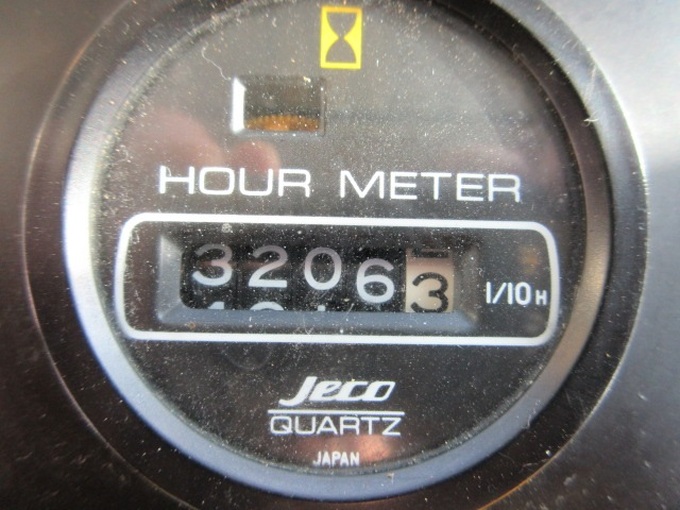 HOUR METER
32063 1/10H
Jeco
QUARTZ
JAPAN